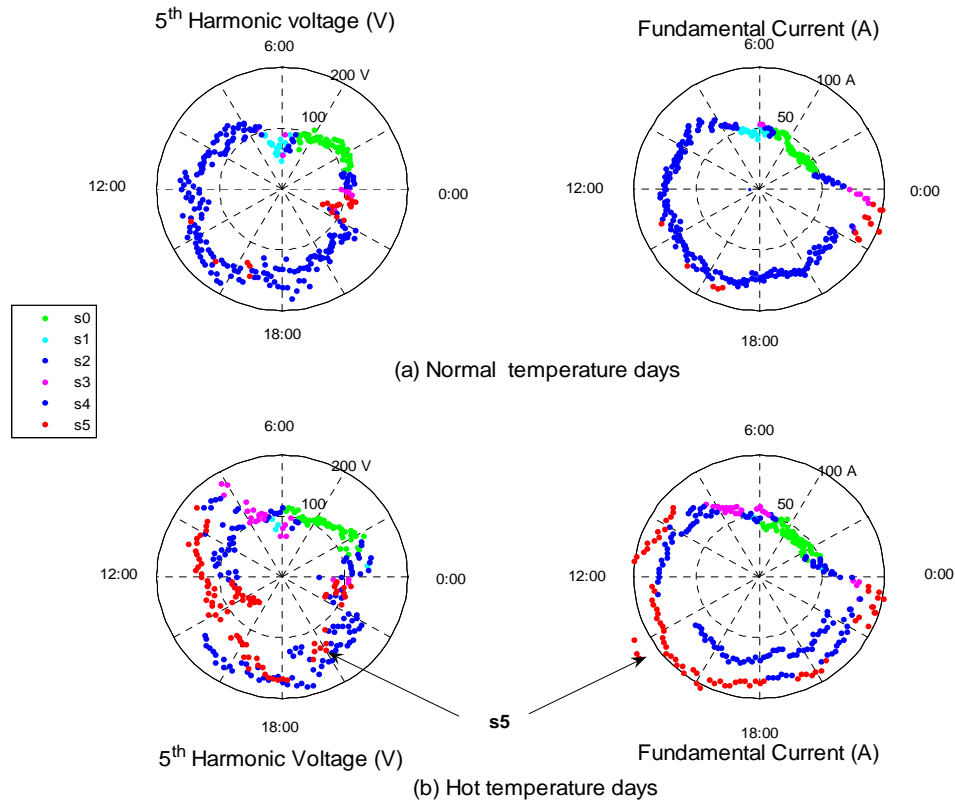 5th Harmonic voltage (V)
Fundamental Current (A)
6:00
6:00
200 V
100 A
100
50
12:00
0:00
12:00
0:00
18:00
18:00
s0
s1
s2
s3
s4
s5
(a) Normal temperature days
6:00
6:00
200 V
100 A
100
50
12:00
0:00
12:00
0:00
s5
18:00
18:00
5th Harmonic Voltage (V)
Fundamental Current (A)
(b) Hot temperature days